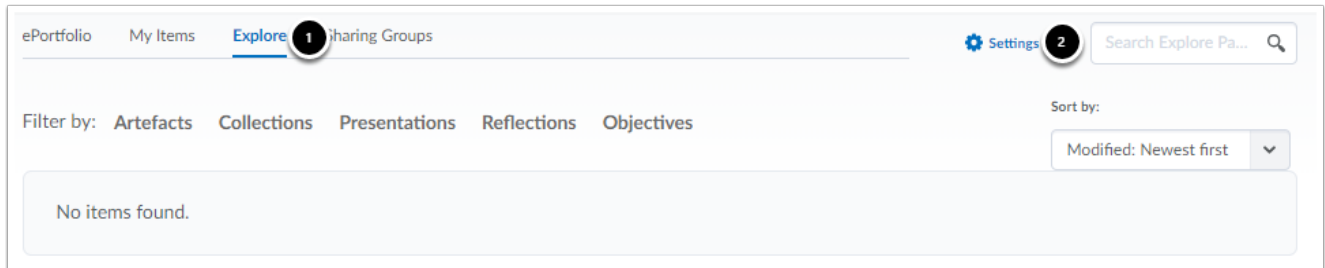 ePortfolio My Items Explore 1 Sharing Groups Settings 2 Search Explore Pa...
Filter by: Artefacts Collections Presentations Reflections Objectives
Sort by:
Modified: Newest first
No items found.